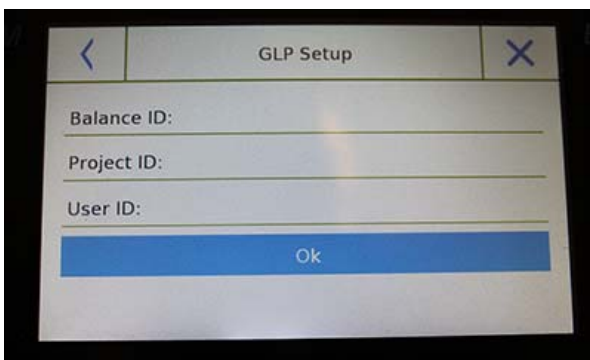 GLP Setup
Balance ID:
Project ID:
User ID:
Ok